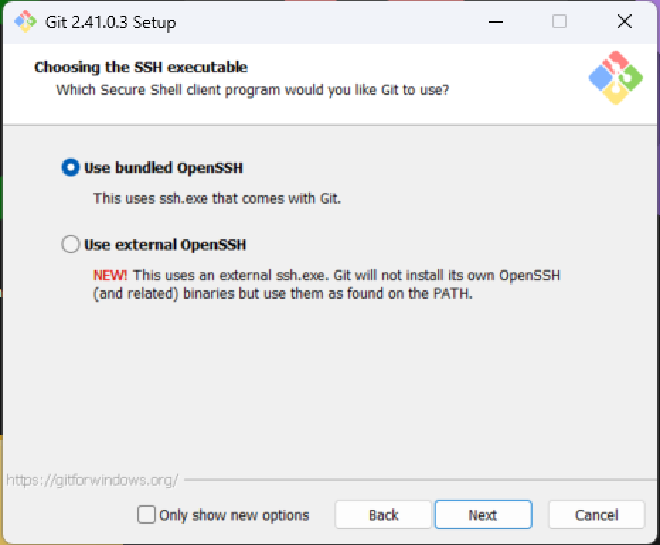 Git 2.41.0.3 Setup
Choosing the SSH executable
Which Secure Shell client program would you like Git to use?
Use bundled OpenSSH
This uses ssh.exe that comes with Git.
Use external OpenSSH
NEW! This uses an external ssh.exe. Git will not install its own OpenSSH
(and related) binaries but use them as found on the PATH.
https://gitforwindows.org/
Only show new options
Back
Next
Cancel